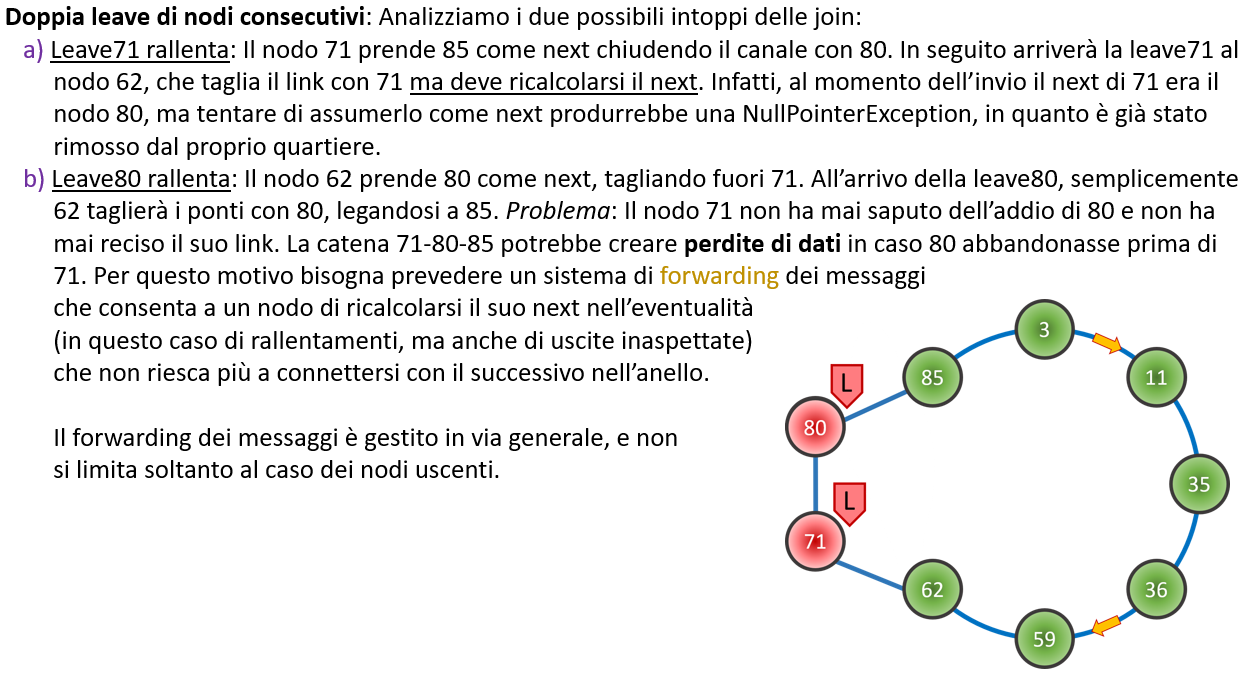 Doppia leave di nodi consecutivi: Analizziamo i due possibili intoppi delle join:
a) Leave71 rallenta: Il nodo 71 prende 85 come next chiudendo il canale con 80. In seguito arriverà la leave71 al
nodo 62, che taglia il link con 71 ma deve ricalcolarsi il next. Infatti, al momento dell’invio il next di 71 era il
nodo 80, ma tentare di assumerlo come next produrrebbe una NullPointerException, in quanto è già stato
rimosso dal proprio quartiere.
b) Leave80 rallenta: Il nodo 62 prende 80 come next, tagliando fuori 71. All’arrivo della leave80, semplicemente
62 taglierà i ponti con 80, legandosi a 85. Problema: Il nodo 71 non ha mai saputo dell’addio di 80 e non ha
mai reciso il suo link. La catena 71-80-85 potrebbe creare perdite di dati in caso 80 abbandonasse prima di
71. Per questo motivo bisogna prevedere un sistema di forwarding dei messaggi
che consenta a un nodo di ricalcolarsi il suo next nell’eventualità
(in questo caso di rallentamenti, ma anche di uscite inaspettate)
che non riesca più a connettersi con il successivo nell’anello.
Il forwarding dei messaggi è gestito in via generale, e non
si limita soltanto al caso dei nodi uscenti.
3
11
35
36
59
62
71
L
80
L
85